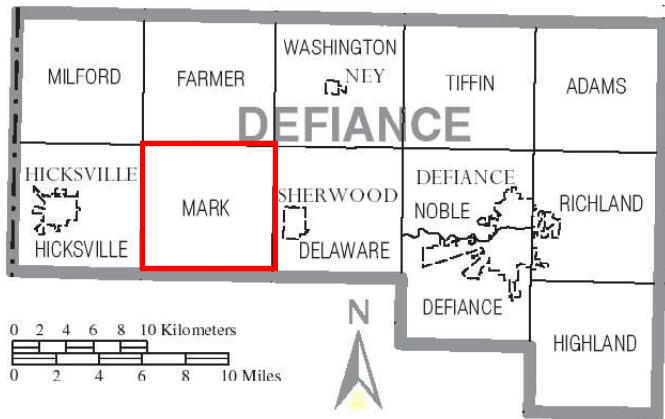 WASHINGTON
MILFORD FARMER NEY TIFFIN ADAMS
DEFIANCE
HICKSVILLE SHERWOOD DEFIANCE
MARK NOBLE RICHLAND
HICKSVILLE DELAWARE
DEFIANCE
N
HIGHLAND
0 2 4 6 8 10 Kilometers
0 2 4 6 10 Miles